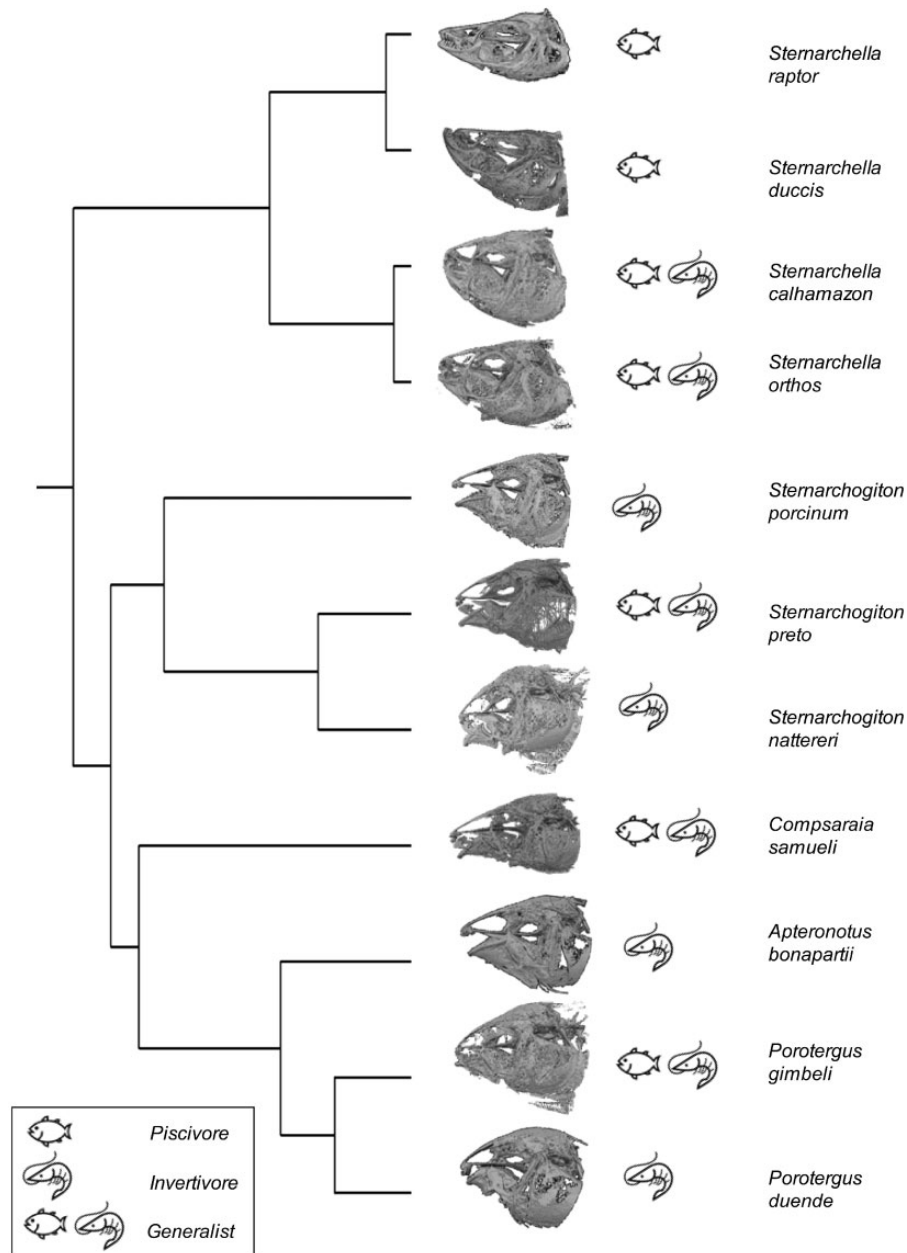 Sternarchella
raptor
Sternarchella
duccis
Sternarchella
calhamazon
Sternarchella
orthos
Sternarchogiton
porcinum
Sternarchogiton
preto
Sternarchogiton
nattereri
Compsaraia
samueli
Apteronotus
bonapartii
Porotergus
gimbeli
Porotergus
duende
Piscivore
Invertivore
Generalist